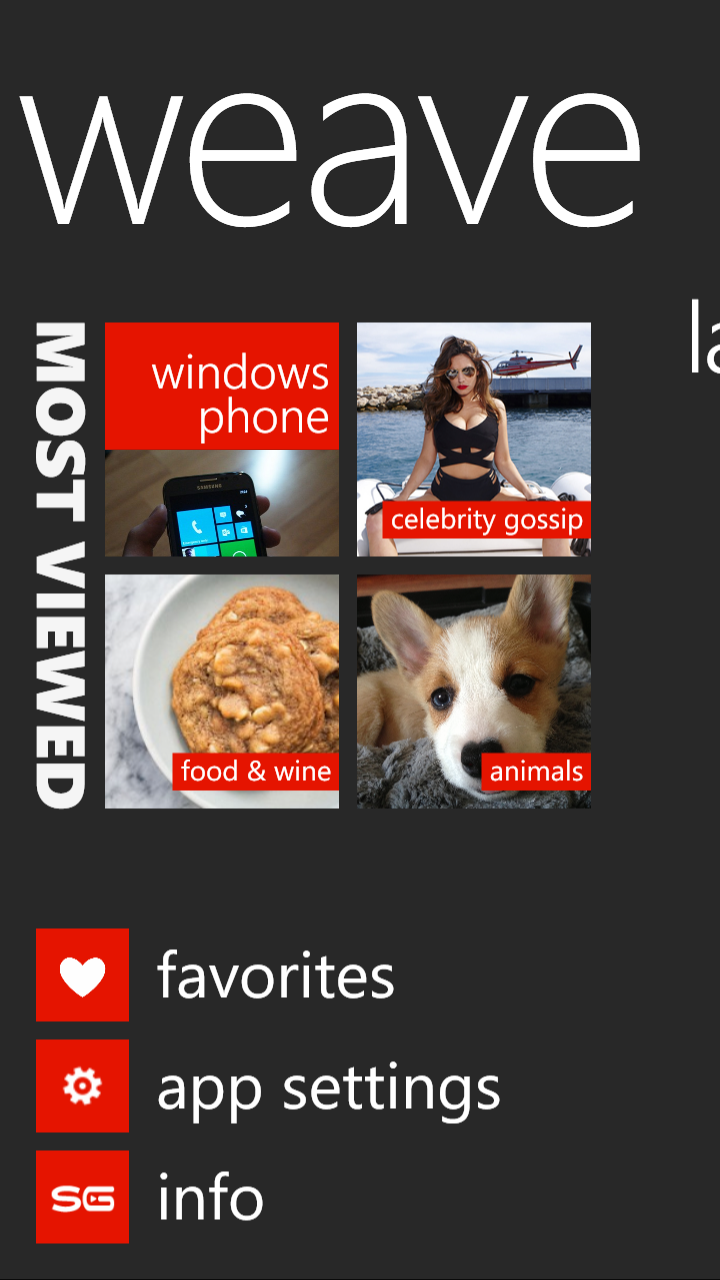 weave
la
MOST VIEWED
windows
phone
SAMSUNG
celebrity gossip
food & wine
animals
favorites
app settings
SG
info